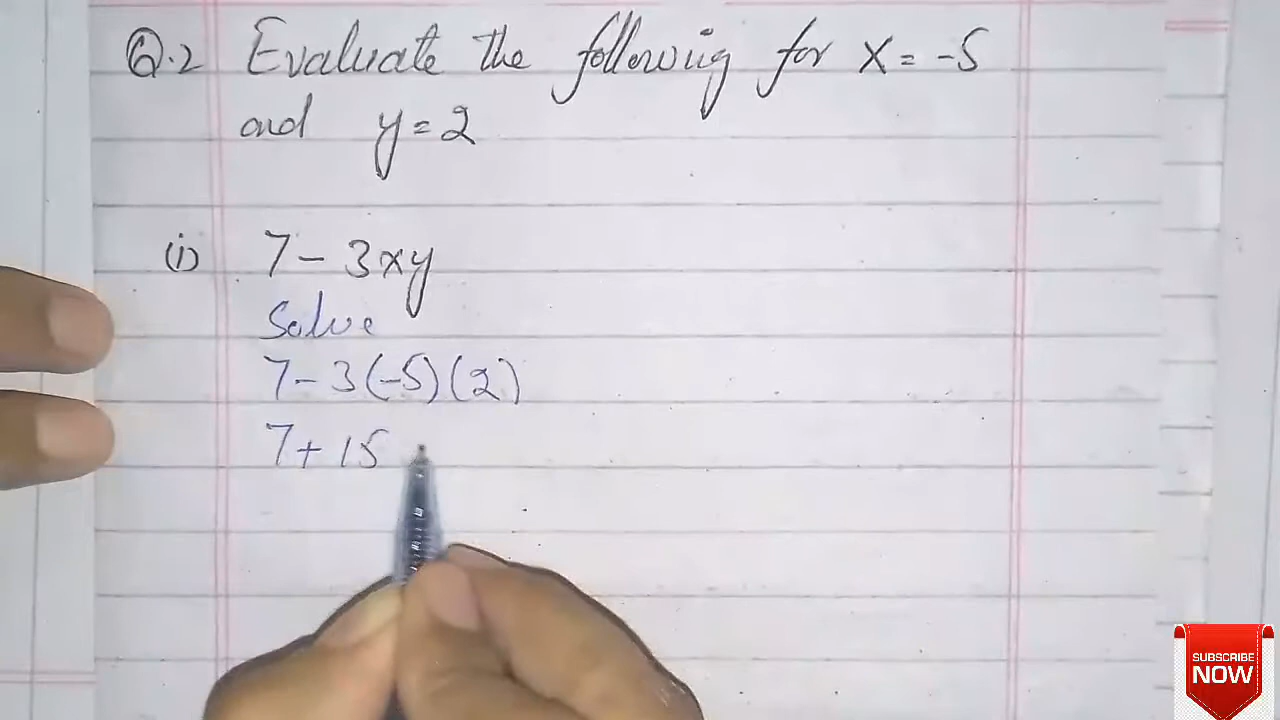 Q.2 Evaluate the following for x = -5
and y = 2
(i) 7 - 3xy
Solve
7 - 3(-5)(2)
7 + 15
SUBSCRIBE
NOW